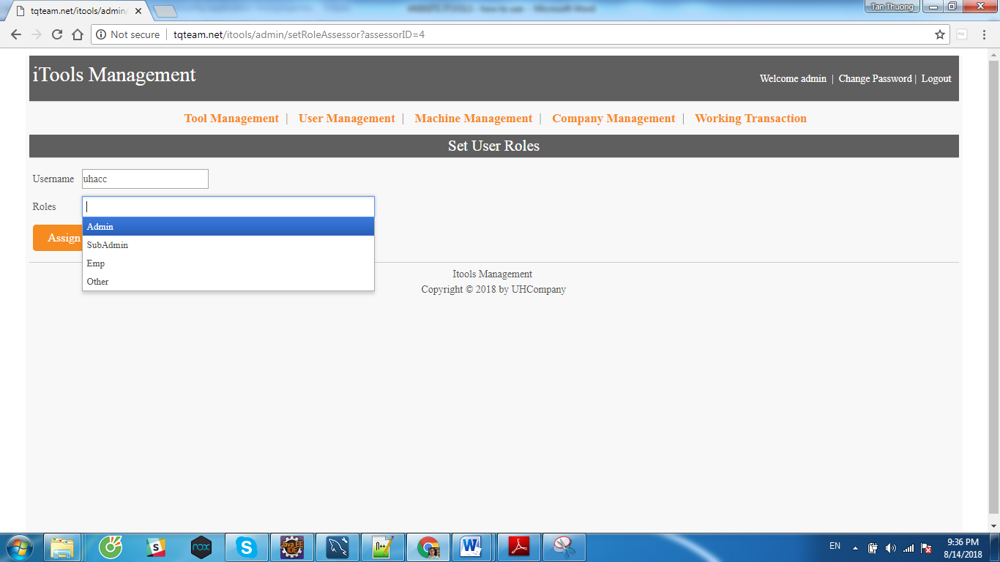 tqteam.net/itools/admin/
Tan Thuong
Not secure | tqteam.net/itools/admin/setRoleAssessor?assessorID=4
iTools Management
Welcome admin | Change Password | Logout
Tool Management | User Management | Machine Management | Company Management | Working Transaction
Set User Roles
Username uhacc
Roles
Admin
Assign
SubAdmin
Emp
Other
Itools Management
Copyright © 2018 by UHCompany
EN
9:36 PM
8/14/2018